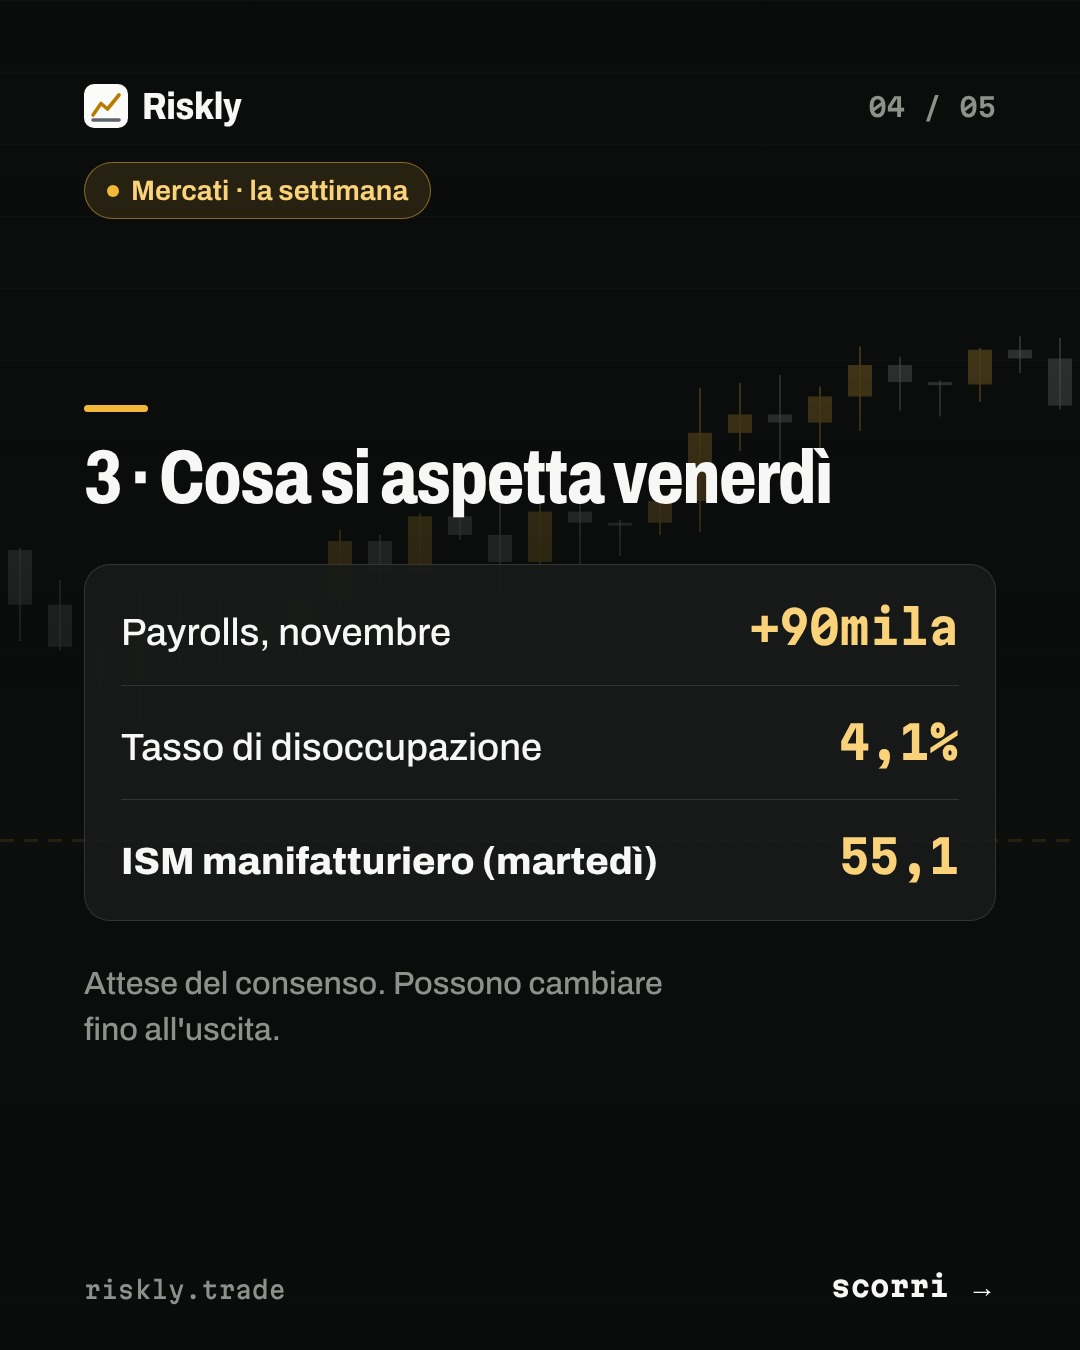 Riskly
04 / 05
Mercati · la settimana
3 · Cosa si aspetta venerdì
Payrolls, novembre
+90mila
Tasso di disoccupazione
4,1%
ISM manifatturiero (martedì)
55,1
Attese del consenso. Possono cambiare
fino all'uscita.
riskly.trade
scorri →